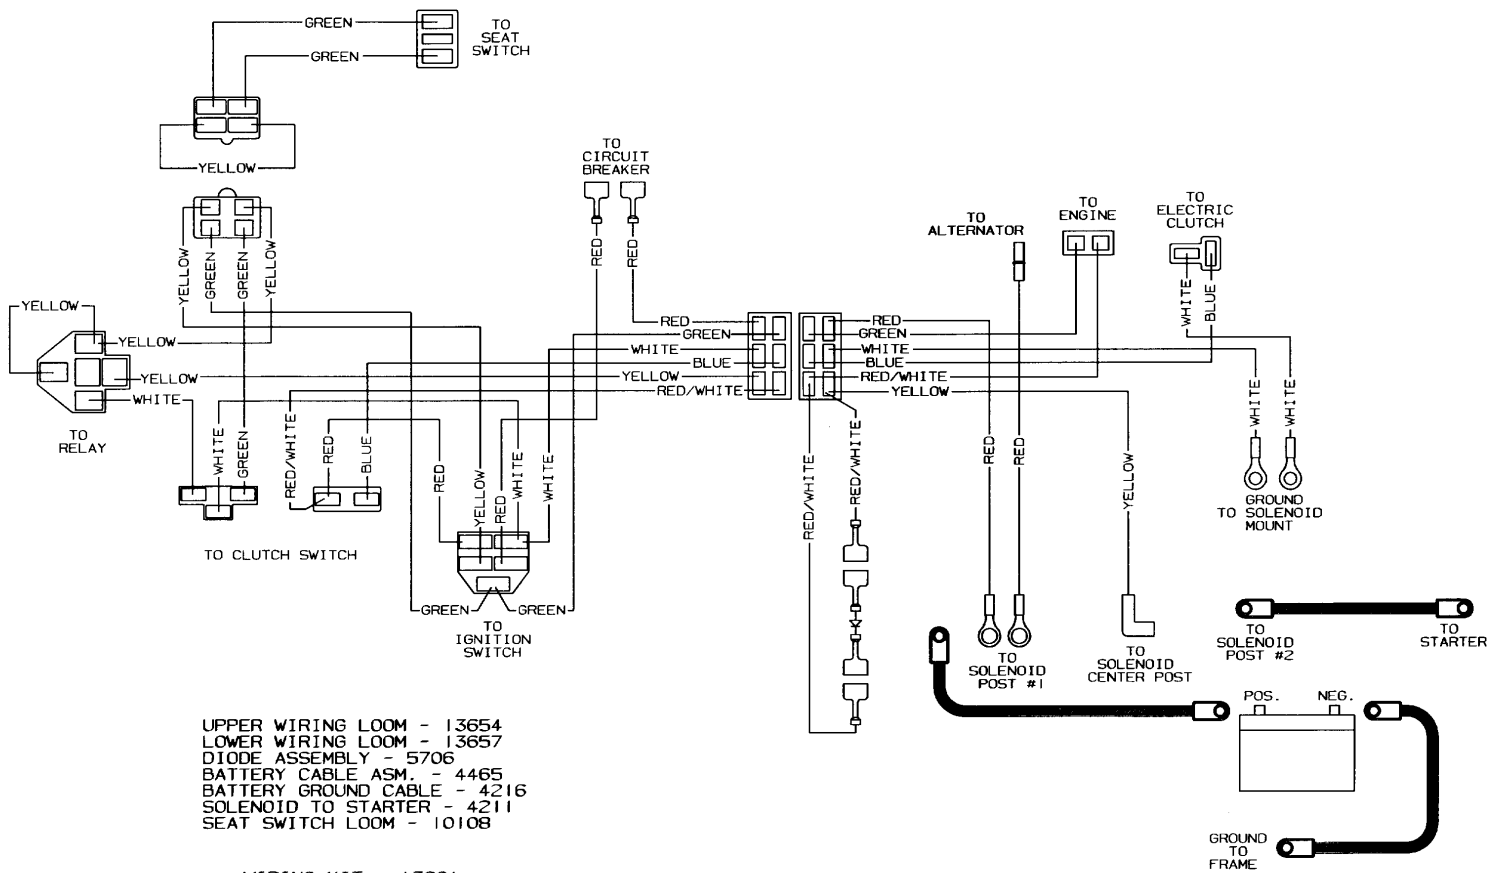 GREEN
GREEN
TO
SEAT
SWITCH
YELLOW
TO
CIRCUIT
BREAKER
RED
RED
YELLOW
GREEN
GREEN
YELLOW
YELLOW
YELLOW
YELLOW
WHITE
TO
RELAY
WHITE
GREEN
RED/WHITE
RED
BLUE
TO CLUTCH SWITCH
RED
YELLOW
RED
WHITE
WHITE
GREEN
GREEN
TO
IGNITION
SWITCH
RED
GREEN
WHITE
BLUE
YELLOW
RED/WHITE
RED
GREEN
WHITE
BLUE
RED/WHITE
YELLOW
TO
ALTERNATOR
TO
ENGINE
TO
ELECTRIC
CLUTCH
WHITE
BLUE
WHITE
WHITE
GROUND
TO SOLENOID
MOUNT
RED/WHITE
RED/WHITE
RED
RED
YELLOW
TO
SOLENOID
POST #1
TO
SOLENOID
CENTER POST
TO
SOLENOID
POST #2
TO
STARTER
POS.
NEG.
GROUND
TO
FRAME
UPPER WIRING LOOM - 13654
LOWER WIRING LOOM - 13657
DIODE ASSEMBLY - 5706
BATTERY CABLE ASM. - 4465
BATTERY GROUND CABLE - 4216
SOLENOID TO STARTER - 4211
SEAT SWITCH LOOM - 10108